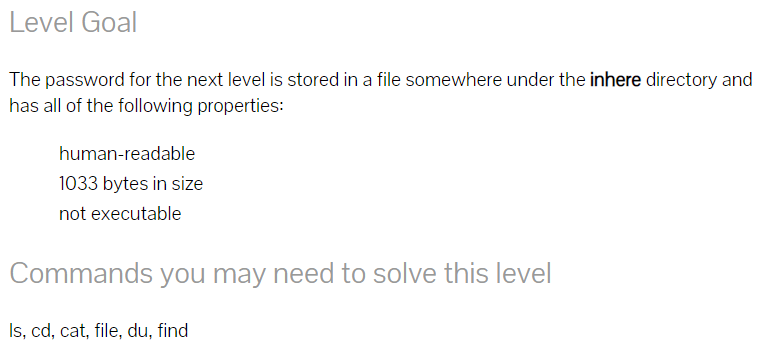 Level Goal
The password for the next level is stored in a file somewhere under the inhere directory and
has all of the following properties:
human-readable
1033 bytes in size
not executable
Commands you may need to solve this level
ls, cd, cat, file, du, find